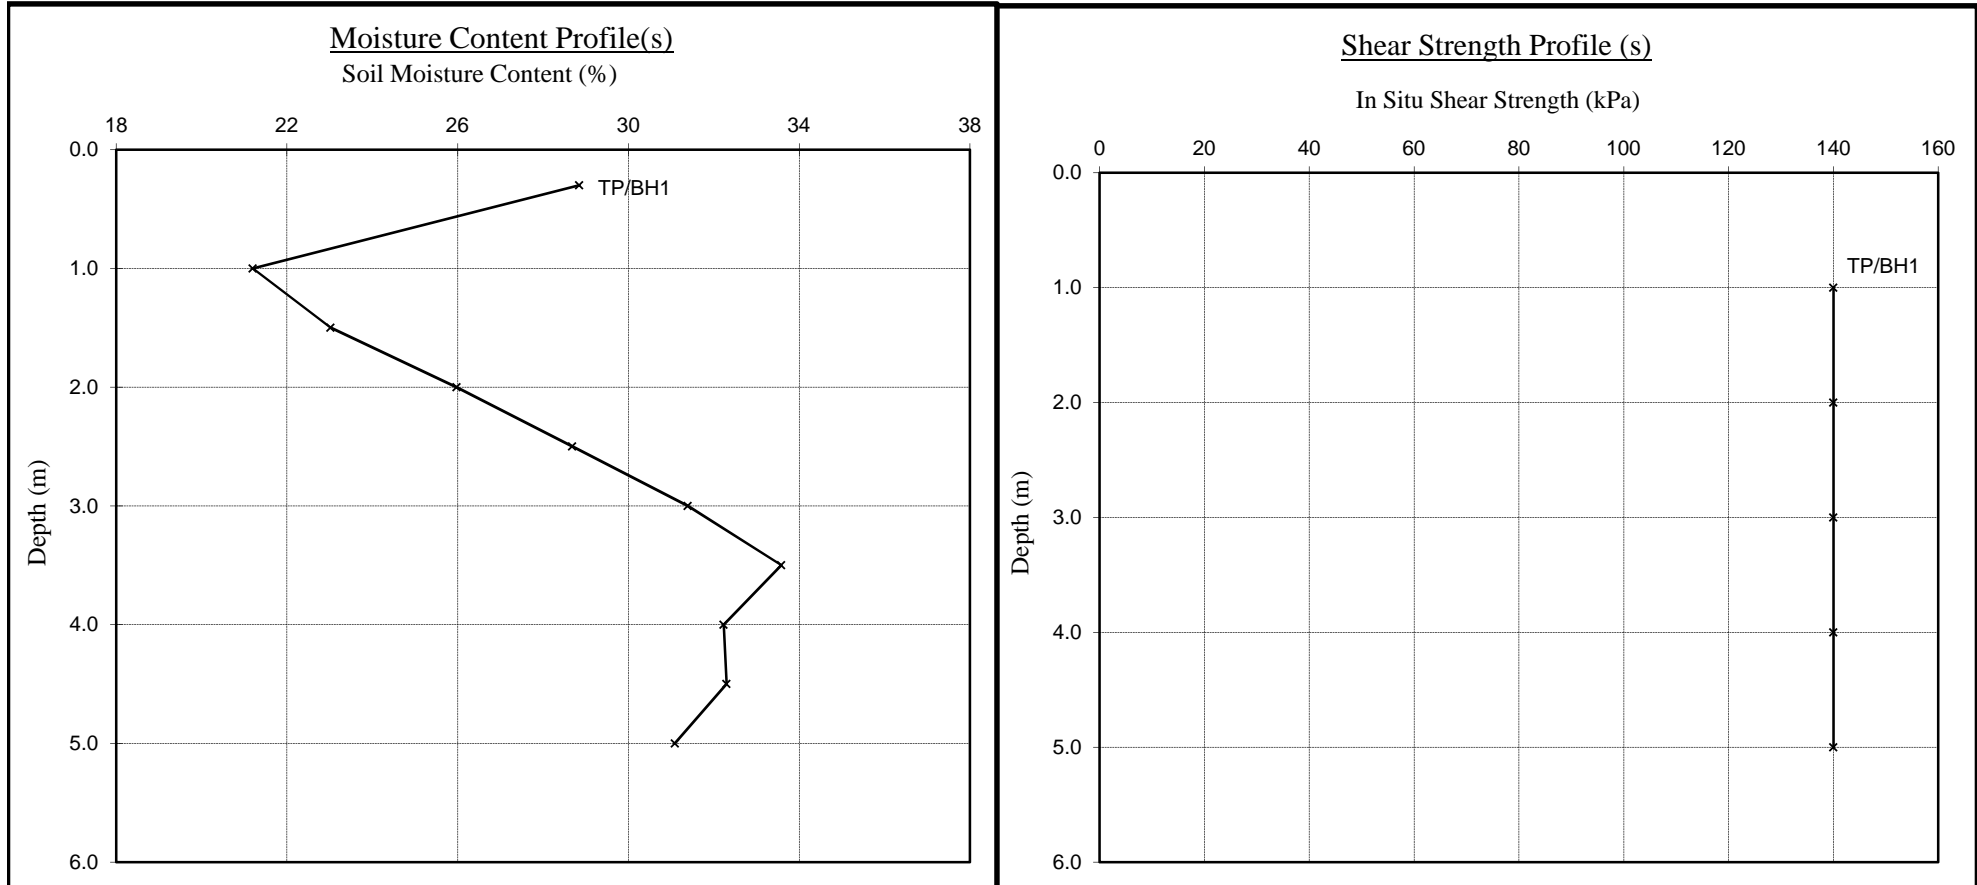 Moisture Content Profile(s)
Soil Moisture Content (%)
18 22 26 30 34 38
0.0
TP/BH1
1.0
2.0
3.0
4.0
5.0
6.0
Depth (m)
Shear Strength Profile (s)
In Situ Shear Strength (kPa)
0 20 40 60 80 100 120 140 160
0.0
TP/BH1
1.0
2.0
3.0
4.0
5.0
6.0
Depth (m)